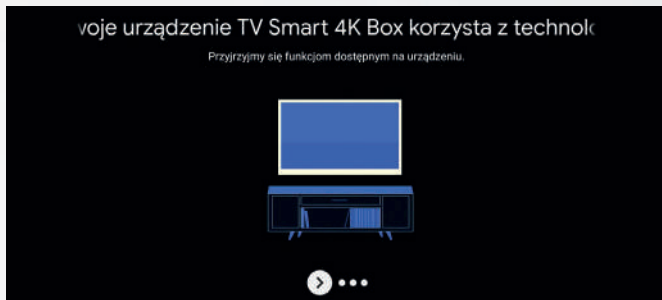 voje urządzenie TV Smart 4K Box korzysta z technolo
Przyjrzyjmy się funkcjom dostępnym na urządzeniu.